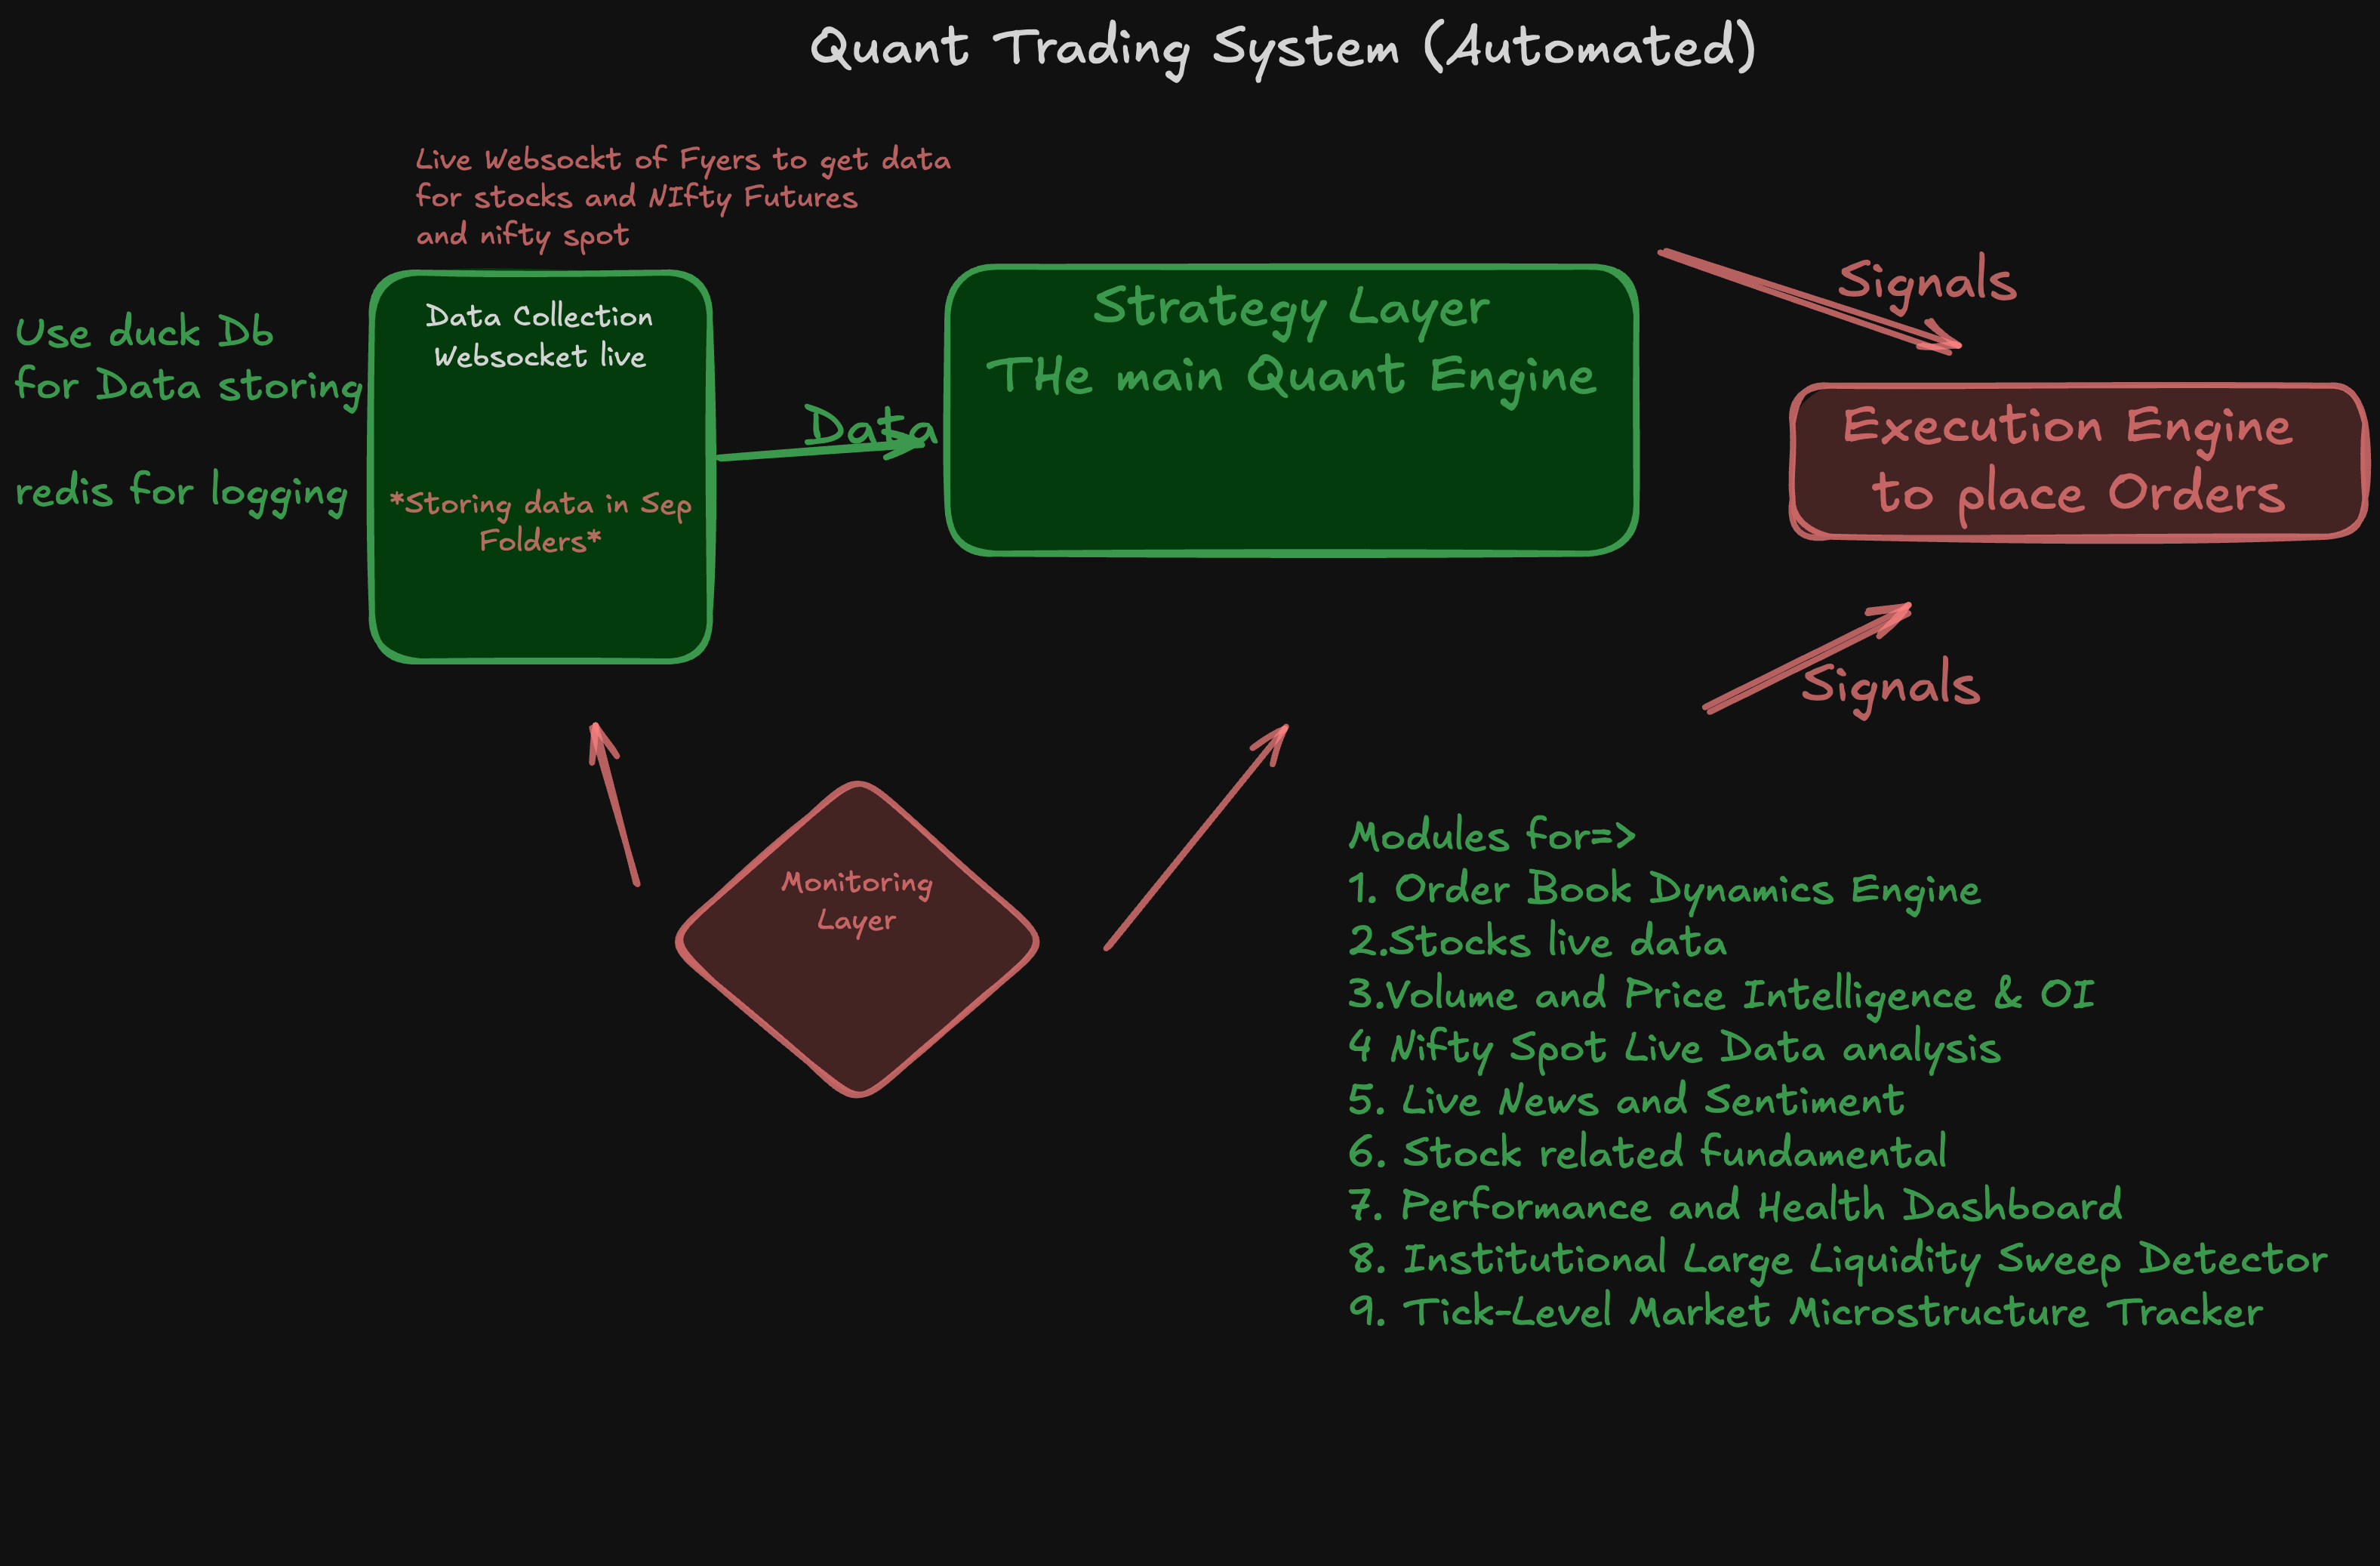 Quant Trading System (Automated)
Live Websockt of Fyers to get data
for stocks and NIfty Futures
and nifty spot
Use duck Db
for Data storing
redis for logging
Data Collection
Websocket live
*Storing data in Sep
Folders*
Data
Strategy Layer
THe main Quant Engine
Signals
Execution Engine
to place Orders
Signals
Monitoring
Layer
Modules for=>
1. Order Book Dynamics Engine
2.Stocks live data
3.Volume and Price Intelligence & OI
4 Nifty Spot Live Data analysis
5. Live News and Sentiment
6. Stock related fundamental
7. Performance and Health Dashboard
8. Institutional Large Liquidity Sweep Detector
9. Tick-Level Market Microstructure Tracker